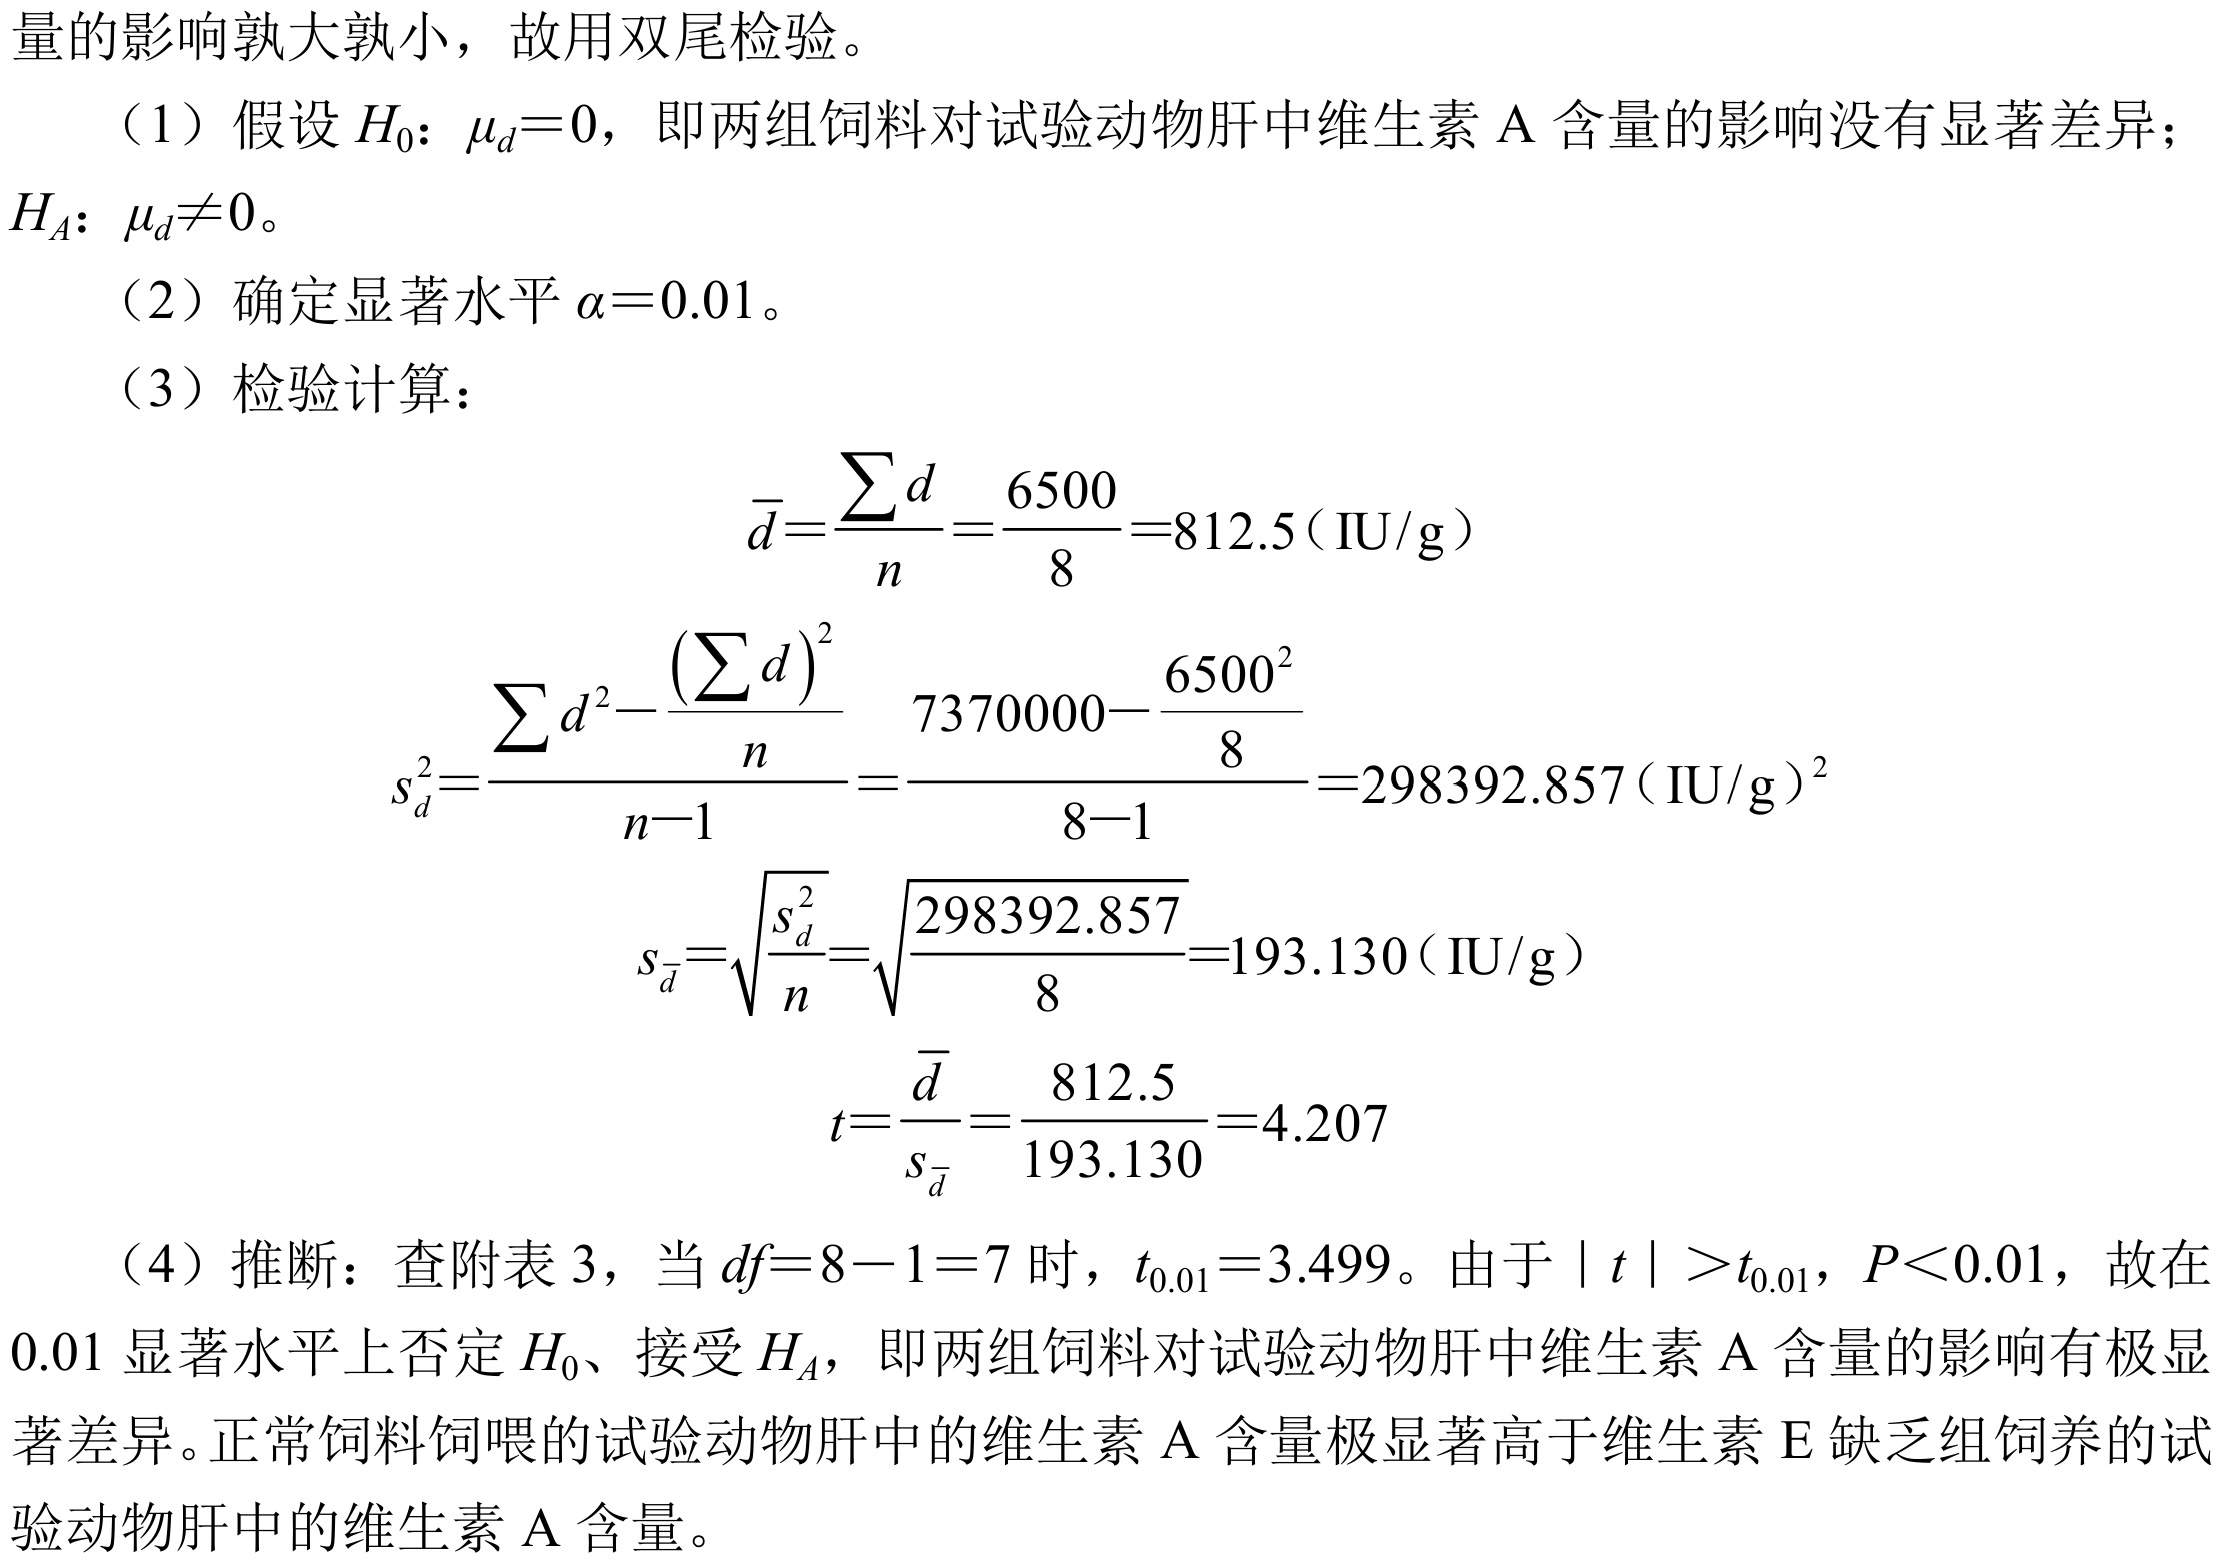 量的影响孰大孰小，故用双尾检验。
（1）假设 H₀：μ_d＝0，即两组饲料对试验动物肝中维生素 A 含量的影响没有显著差异；
H_A：μ_d≠0。
（2）确定显著水平 α＝0.01。
（3）检验计算：
\bar{d}=\frac{\sum d}{n}=\frac{6500}{8}=812.5（IU/g）
s_d^2=\frac{\sum d^2-\frac{(\sum d)^2}{n}}{n-1}=\frac{7370000-\frac{6500^2}{8}}{8-1}=298392.857（IU/g）^2
s_{\bar{d}}=\sqrt{\frac{s_d^2}{n}}=\sqrt{\frac{298392.857}{8}}=193.130（IU/g）
t=\frac{\bar{d}}{s_{\bar{d}}}=\frac{812.5}{193.130}=4.207
（4）推断：查附表 3，当 df＝8－1＝7 时，t₀.₀₁＝3.499。由于｜t｜＞t₀.₀₁，P＜0.01，故在
0.01 显著水平上否定 H₀、接受 H_A，即两组饲料对试验动物肝中维生素 A 含量的影响有极显
著差异。正常饲料饲喂的试验动物肝中的维生素 A 含量极显著高于维生素 E 缺乏组饲养的试
验动物肝中的维生素 A 含量。